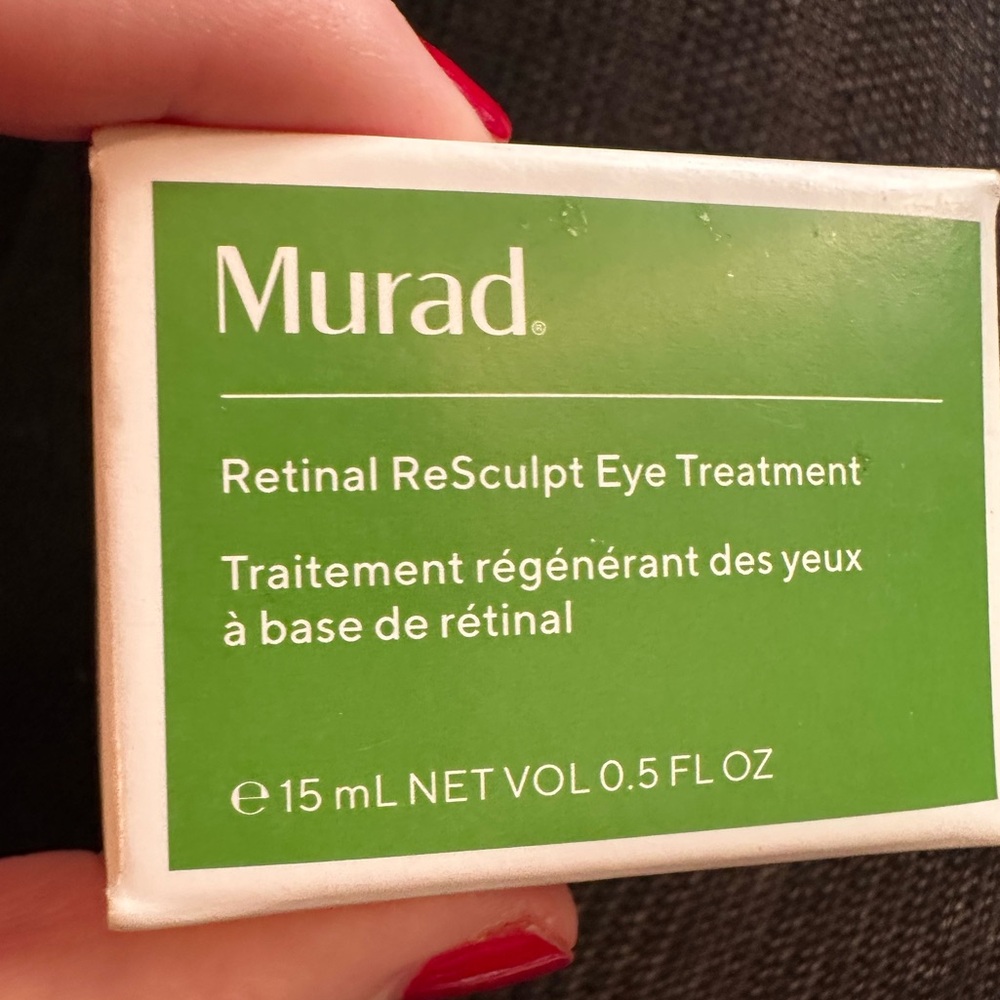 Murad®
Retinal ReSculpt Eye Treatment
Traitement régénérant des yeux
à base de rétinal
℮ 15 mL NET VOL 0.5 FL OZ